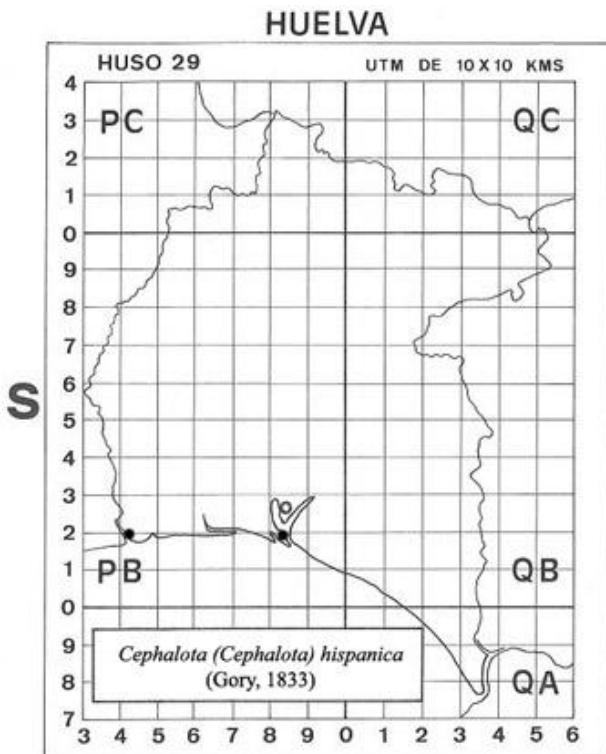 HUELVA
HUSO 29 UTM DE 10 X 10 KMS
4
PC QC
3
2
1
0
9
8
7
6
S
5
4
3
2
PB QB
1
0
9
QA
8
7
Cephalota (Cephalota) hispanica
(Gory, 1833)
3 4 5 6 7 8 9 0 1 2 3 4 5 6